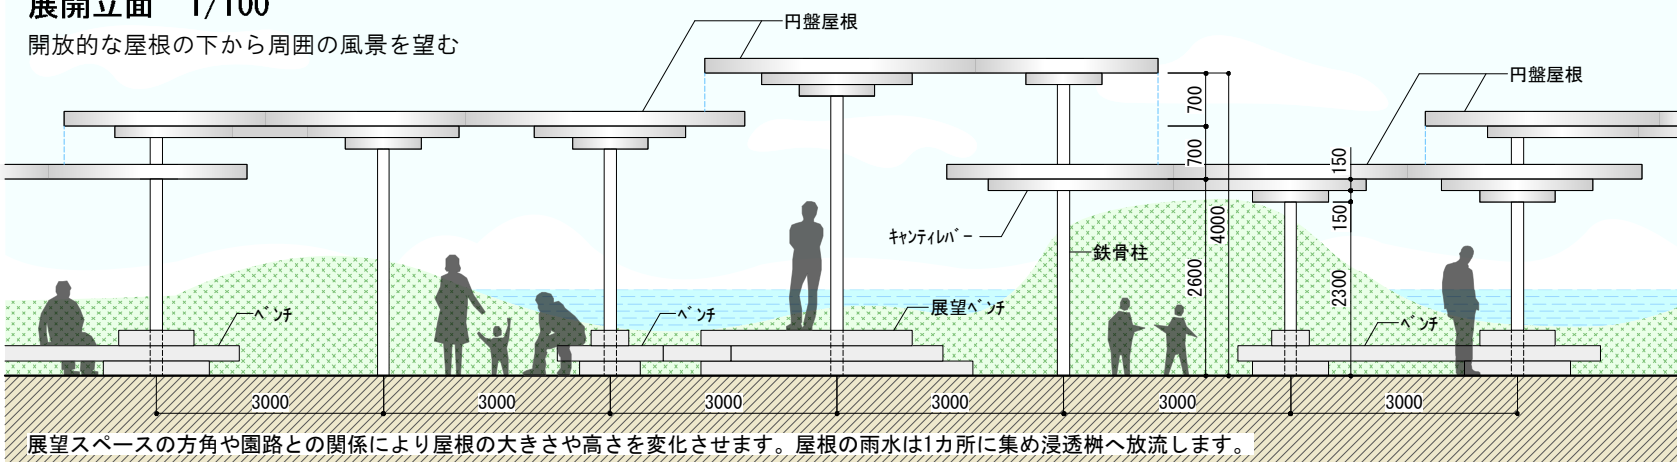 展開立面　1/100
開放的な屋根の下から周囲の風景を望む
円盤屋根
円盤屋根
700
700
150
150
4000
2600
2300
キャンティレバー
鉄骨柱
ベンチ
ベンチ
展望ベンチ
ベンチ
3000
3000
3000
3000
3000
3000
展望スペースの方角や園路との関係により屋根の大きさや高さを変化させます。屋根の雨水は1カ所に集め浸透桝へ放流します。